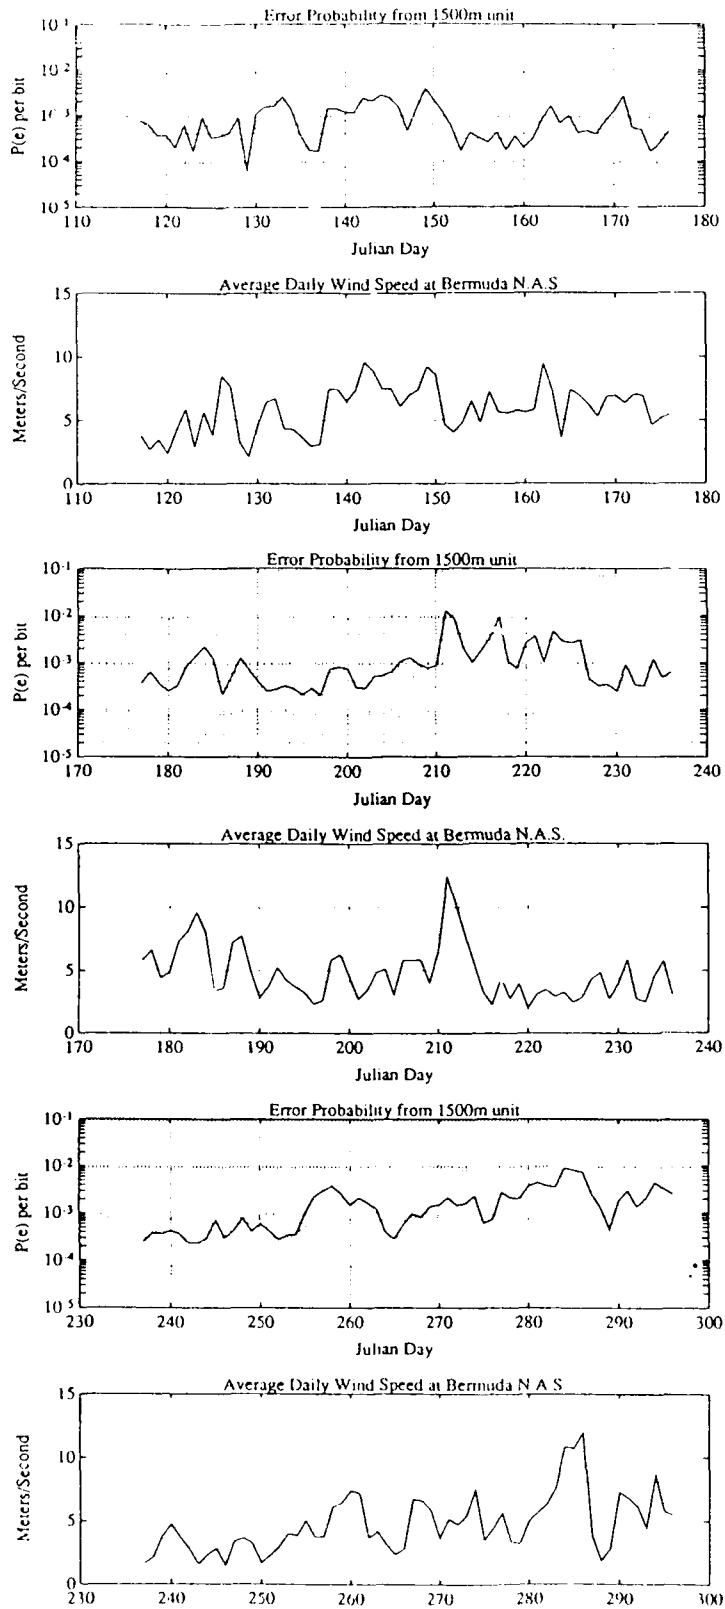 Error Probability from 1500m unit
10-1
10-2
10-3
10-4
10-5
P(e) per bit
110 120 130 140 150 160 170 180
Julian Day
Average Daily Wind Speed at Bermuda N.A.S
15
10
5
0
Meters/Second
110 120 130 140 150 160 170 180
Julian Day
Error Probability from 1500m unit
10-1
10-2
10-3
10-4
10-5
P(e) per bit
170 180 190 200 210 220 230 240
Julian Day
Average Daily Wind Speed at Bermuda N.A.S.
15
10
5
0
Meters/Second
170 180 190 200 210 220 230 240
Julian Day
Error Probability from 1500m unit
10-1
10-2
10-3
10-4
10-5
P(e) per bit
230 240 250 260 270 280 290 300
Julian Day
Average Daily Wind Speed at Bermuda N A S
15
10
5
0
Meters/Second
230 240 250 260 270 280 290 300